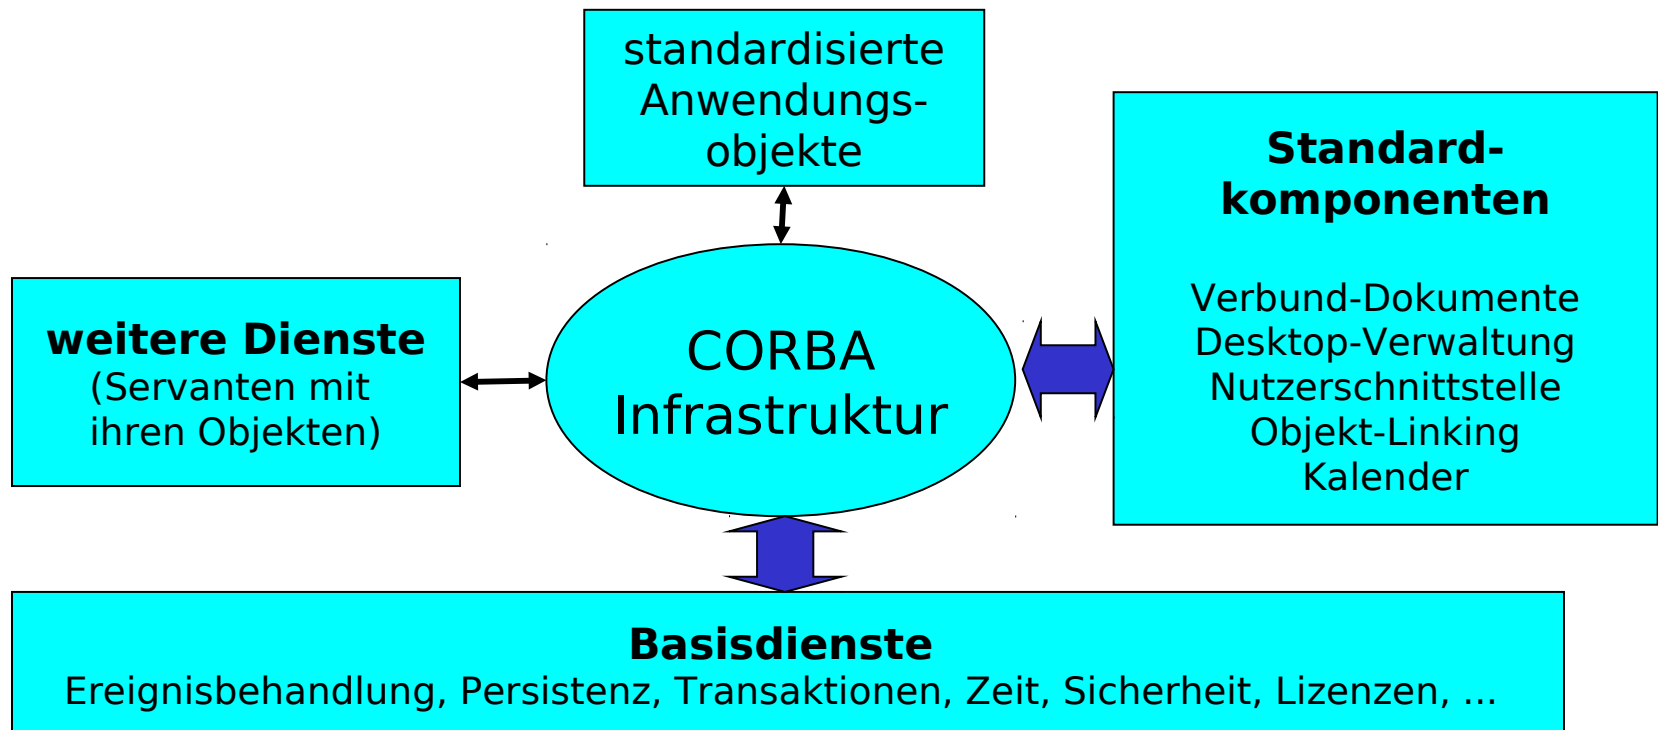 standardisierte
Anwendungs-
objekte
Standard-
komponenten
Verbund-Dokumente
Desktop-Verwaltung
Nutzerschnittstelle
Objekt-Linking
Kalender
weitere Dienste
(Servanten mit
ihren Objekten)
CORBA
Infrastruktur
Basisdienste
Ereignisbehandlung, Persistenz, Transaktionen, Zeit, Sicherheit, Lizenzen, ...